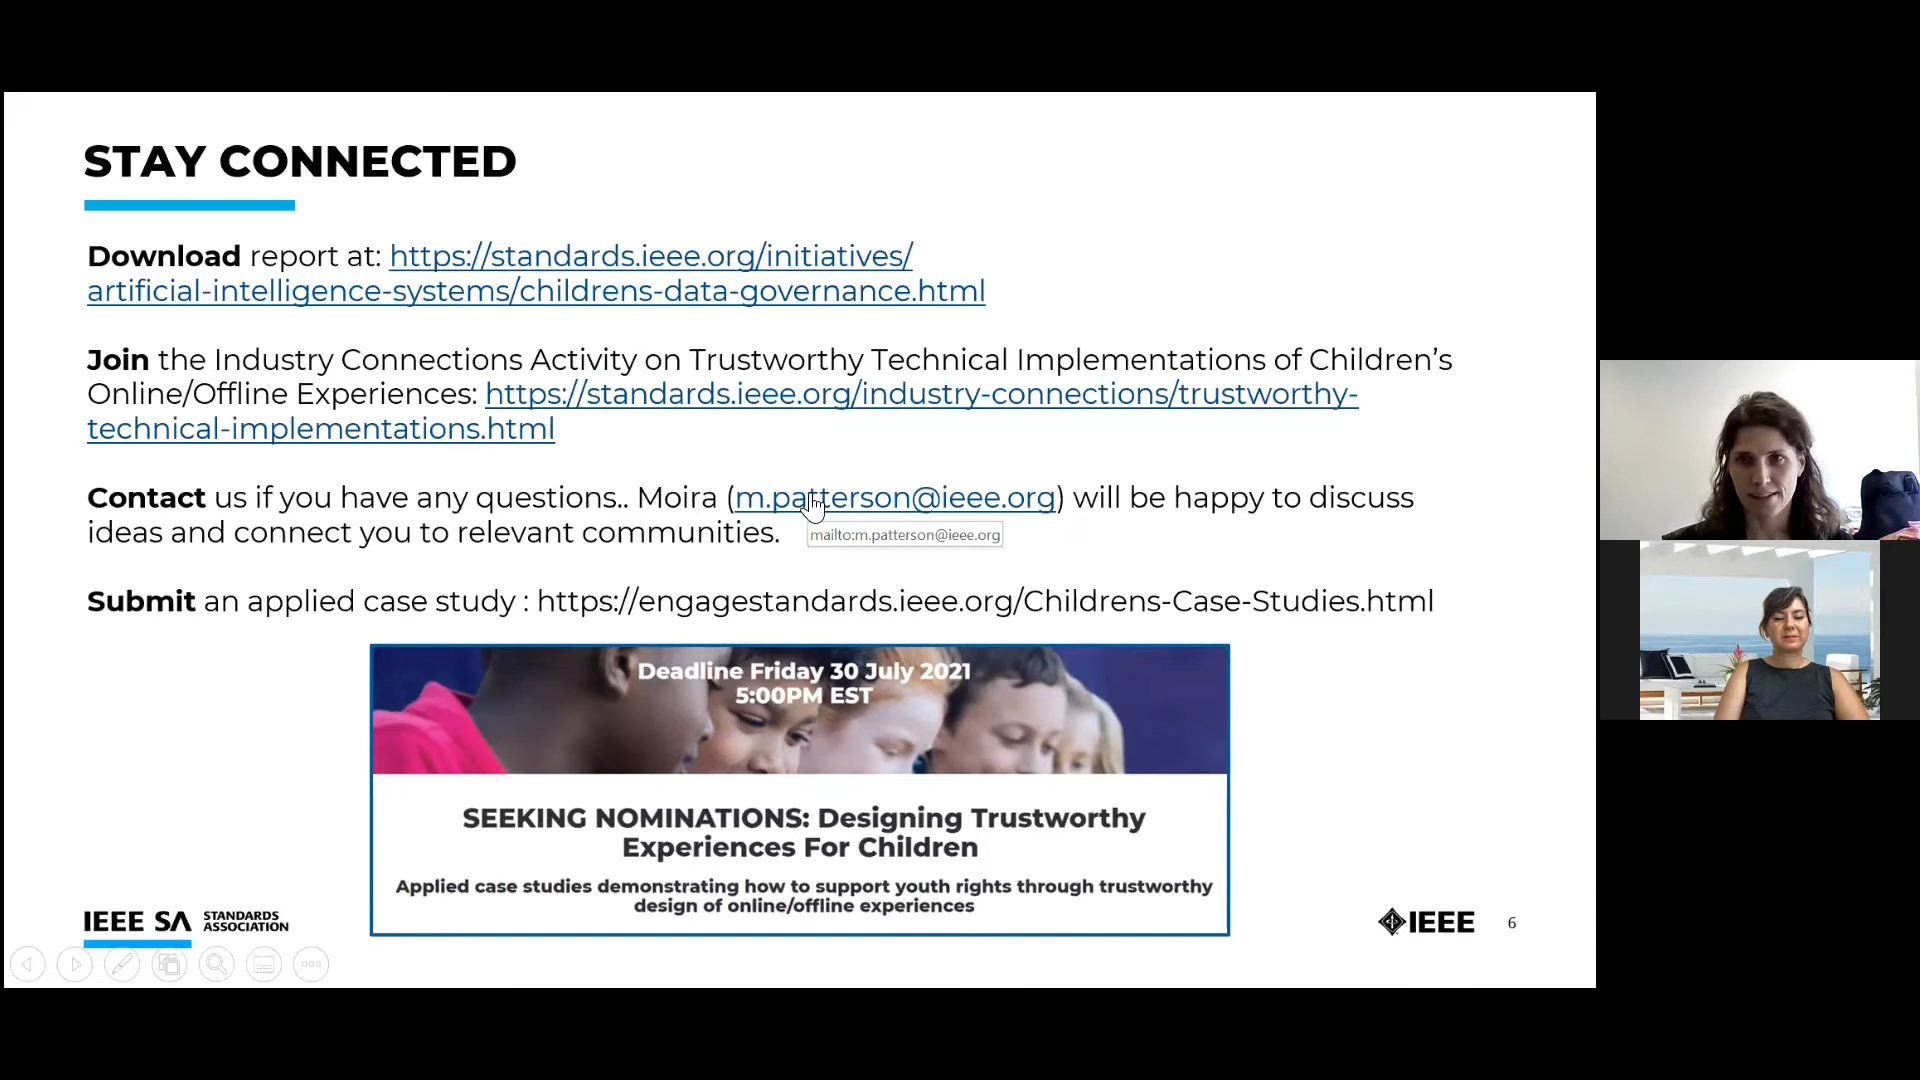 STAY CONNECTED
Download report at: https://standards.ieee.org/initiatives/
artificial-intelligence-systems/childrens-data-governance.html
Join the Industry Connections Activity on Trustworthy Technical Implementations of Children’s
Online/Offline Experiences: https://standards.ieee.org/industry-connections/trustworthy-
technical-implementations.html
Contact us if you have any questions.. Moira (m.patterson@ieee.org) will be happy to discuss
ideas and connect you to relevant communities.
mailto:m.patterson@ieee.org
Submit an applied case study : https://engagestandards.ieee.org/Childrens-Case-Studies.html
Deadline Friday 30 July 2021
5:00PM EST
SEEKING NOMINATIONS: Designing Trustworthy
Experiences For Children
Applied case studies demonstrating how to support youth rights through trustworthy
design of online/offline experiences
IEEE SA STANDARDS
ASSOCIATION
IEEE
6